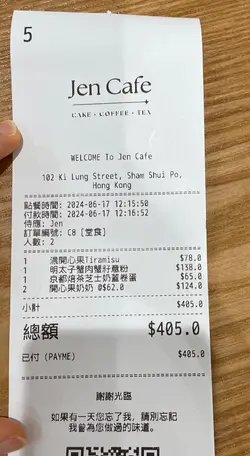 5
Jen Cafe
CAKE • COFFEE • TEA
WELCOME To Jen Cafe
102 Ki Lung Street, Sham Shui Po,
Hong Kong
點餐時間: 2024-06-17 12:15:50
付款時間: 2024-06-17 12:16:52
侍應: Jen
訂單編號: C8 [堂食]
人數: 2
1 鴻開心果Tiramisu $78.0
1 明太子蟹肉蟹籽薏粉 $138.0
1 京都焙茶芝士奶蓋卷蛋 $65.0
2 開心果奶奶 @$62.0 $124.0
小計 $405.0
總額 $405.0
已付 (PAYME) $405.0
謝謝光臨
如果有一天您忘了我, 請別忘記
我曾為您做過的味道。